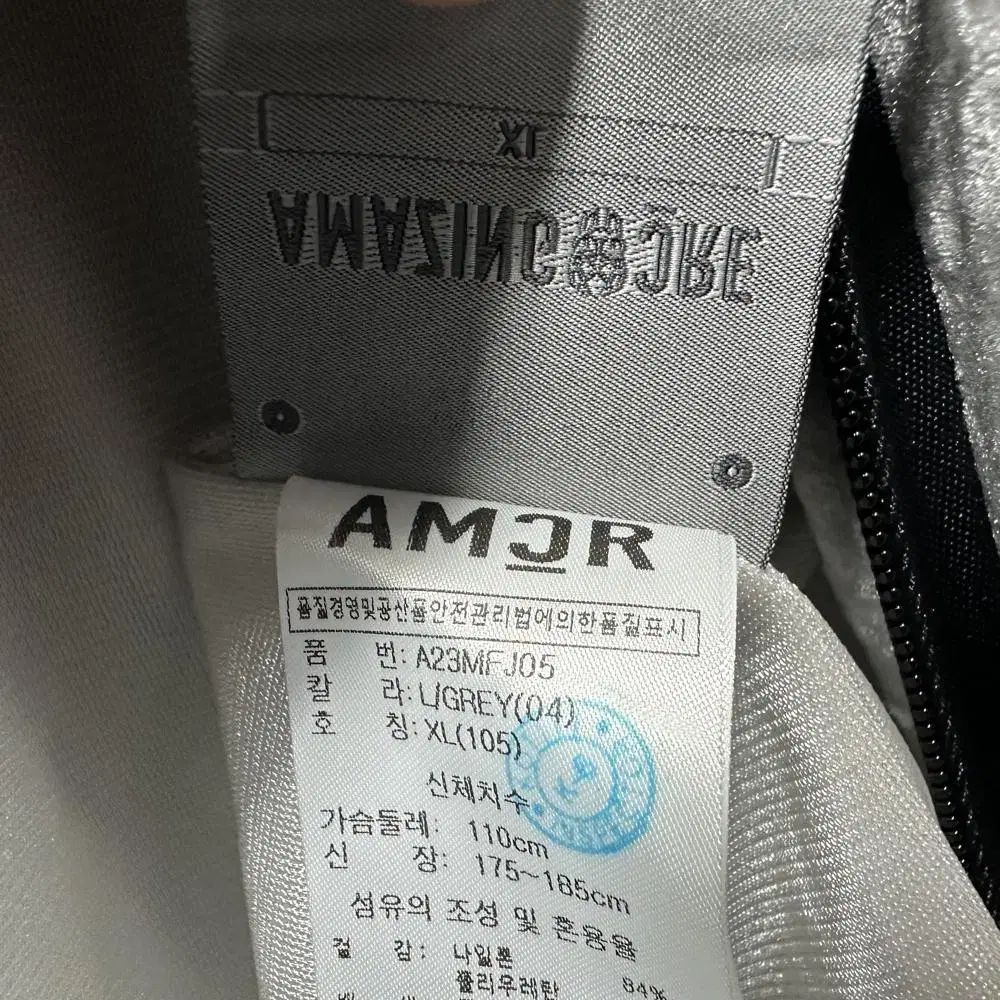 XL
AMAZINGCRE
AMCR
품질경영및공산품안전관리법에의한품질표시
품 번: A23MFJ05
칼 라: L/GREY(04)
호 칭: XL(105)
신체치수
가슴둘레: 110cm
신 장: 175~185cm
섬유의 조성 및 혼용율
겉 감: 나일론
폴리우레탄 84%